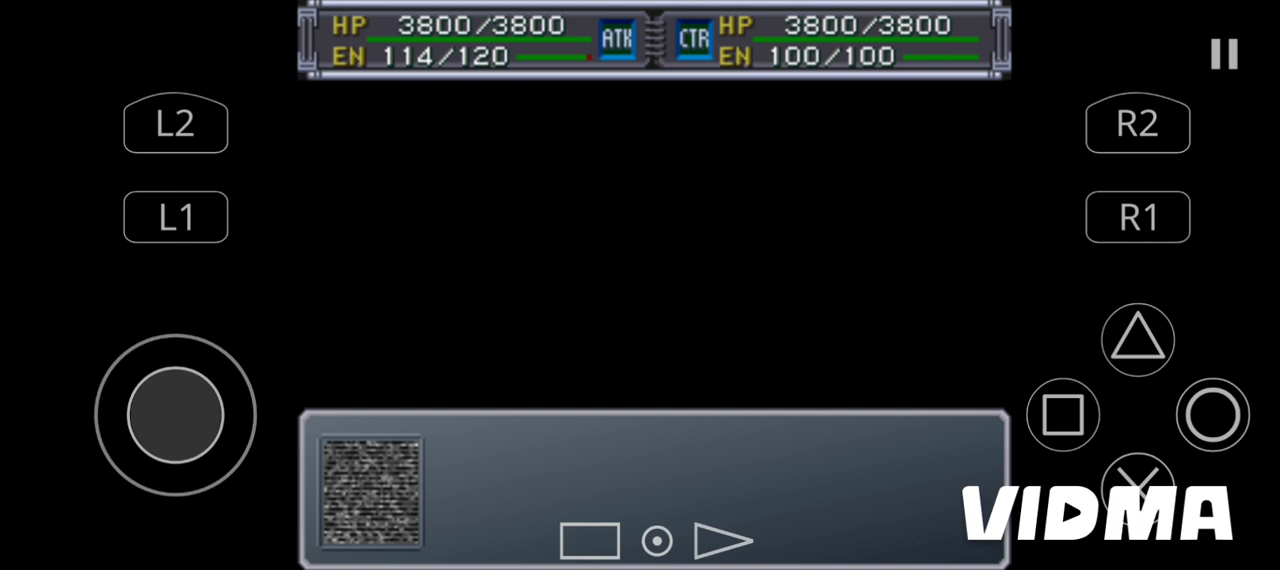 HP 3800/3800 ATK CTR HP 3800/3800
EN 114/120 EN 100/100
L2 R2
L1 R1
VIDMA